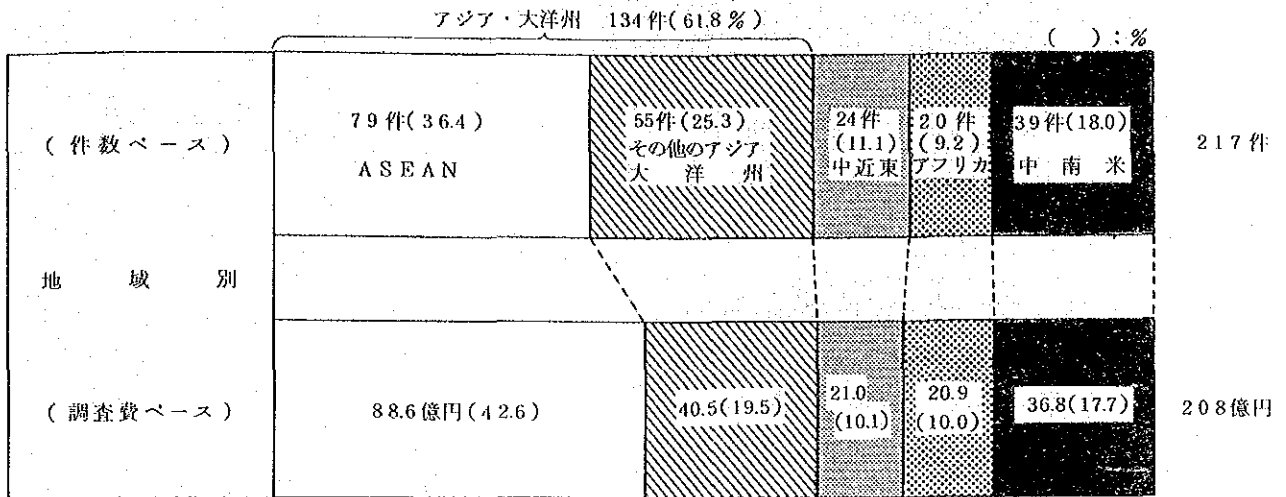 アジア・大洋州 134件(61.8%)
( ):%
(件数ベース)
79件(36.4)
ASEAN
55件(25.3)
その他のアジア
大洋州
24件
(11.1)
中近東
20件
(9.2)
アフリカ
39件(18.0)
中南米
217件
地域別
(調査費ベース)
88.6億円(42.6)
40.5(19.5)
21.0
(10.1)
20.9
(10.0)
36.8(17.7)
208億円